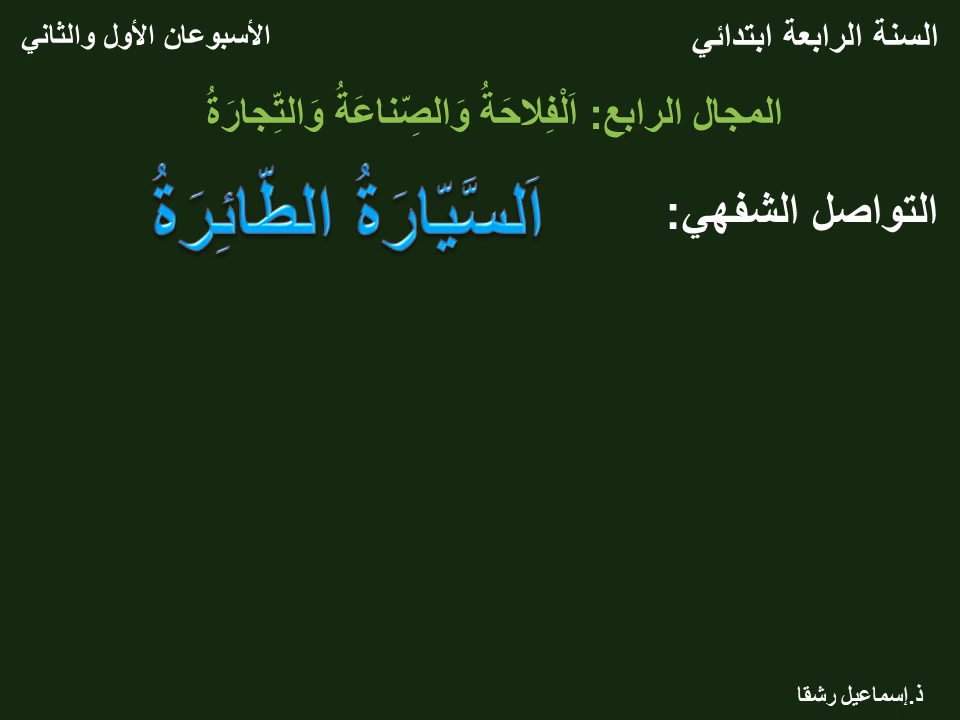 السنة الرابعة ابتدائي
الأسبوعان الأول والثاني
المجال الرابع: اَلْفِلاحَةُ وَالصِّناعَةُ وَالتِّجارَةُ
التواصل الشفهي: اَلسَّيّارَةُ الطّائِرَةُ
ذ.إسماعيل رشقا